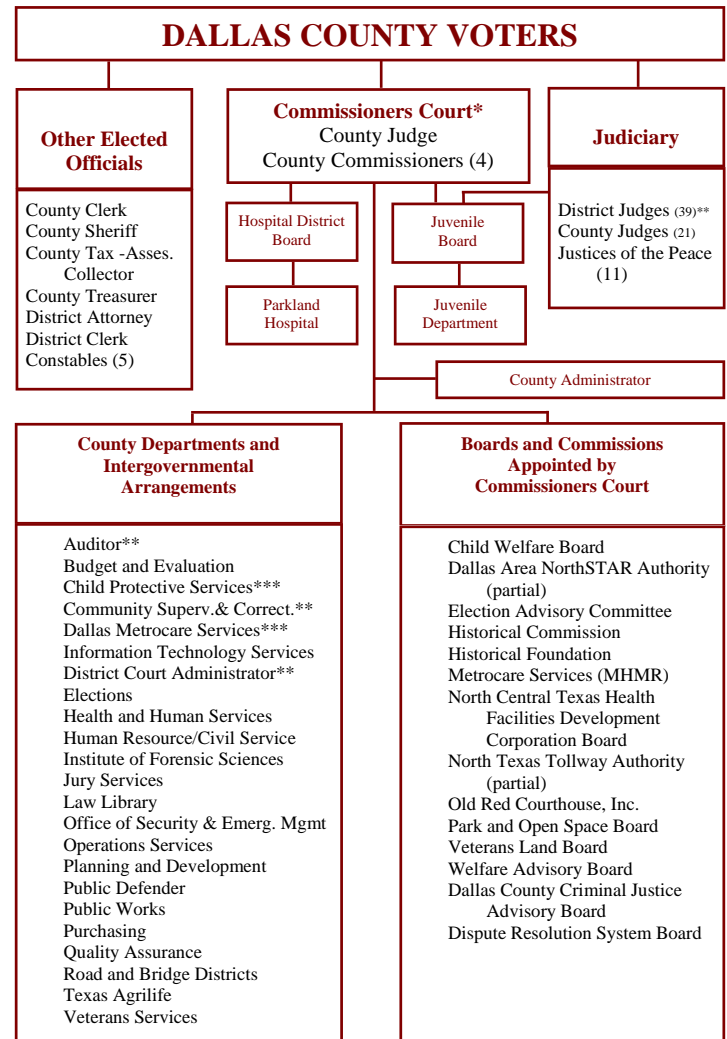 DALLAS COUNTY VOTERS
Other Elected
Officials
County Clerk
County Sheriff
County Tax -Asses.
Collector
County Treasurer
District Attorney
District Clerk
Constables (5)
Commissioners Court*
County Judge
County Commissioners (4)
Hospital District
Board
Parkland
Hospital
Juvenile
Board
Juvenile
Department
Judiciary
District Judges (39)**
County Judges (21)
Justices of the Peace
(11)
County Administrator
County Departments and
Intergovernmental
Arrangements
Auditor**
Budget and Evaluation
Child Protective Services***
Community Superv.& Correct.**
Dallas Metrocare Services***
Information Technology Services
District Court Administrator**
Elections
Health and Human Services
Human Resource/Civil Service
Institute of Forensic Sciences
Jury Services
Law Library
Office of Security & Emerg. Mgmt
Operations Services
Planning and Development
Public Defender
Public Works
Purchasing
Quality Assurance
Road and Bridge Districts
Texas Agrilife
Veterans Services
Boards and Commissions
Appointed by
Commissioners Court
Child Welfare Board
Dallas Area NorthSTAR Authority
(partial)
Election Advisory Committee
Historical Commission
Historical Foundation
Metrocare Services (MHMR)
North Central Texas Health
Facilities Development
Corporation Board
North Texas Tollway Authority
(partial)
Old Red Courthouse, Inc.
Park and Open Space Board
Veterans Land Board
Welfare Advisory Board
Dallas County Criminal Justice
Advisory Board
Dispute Resolution System Board